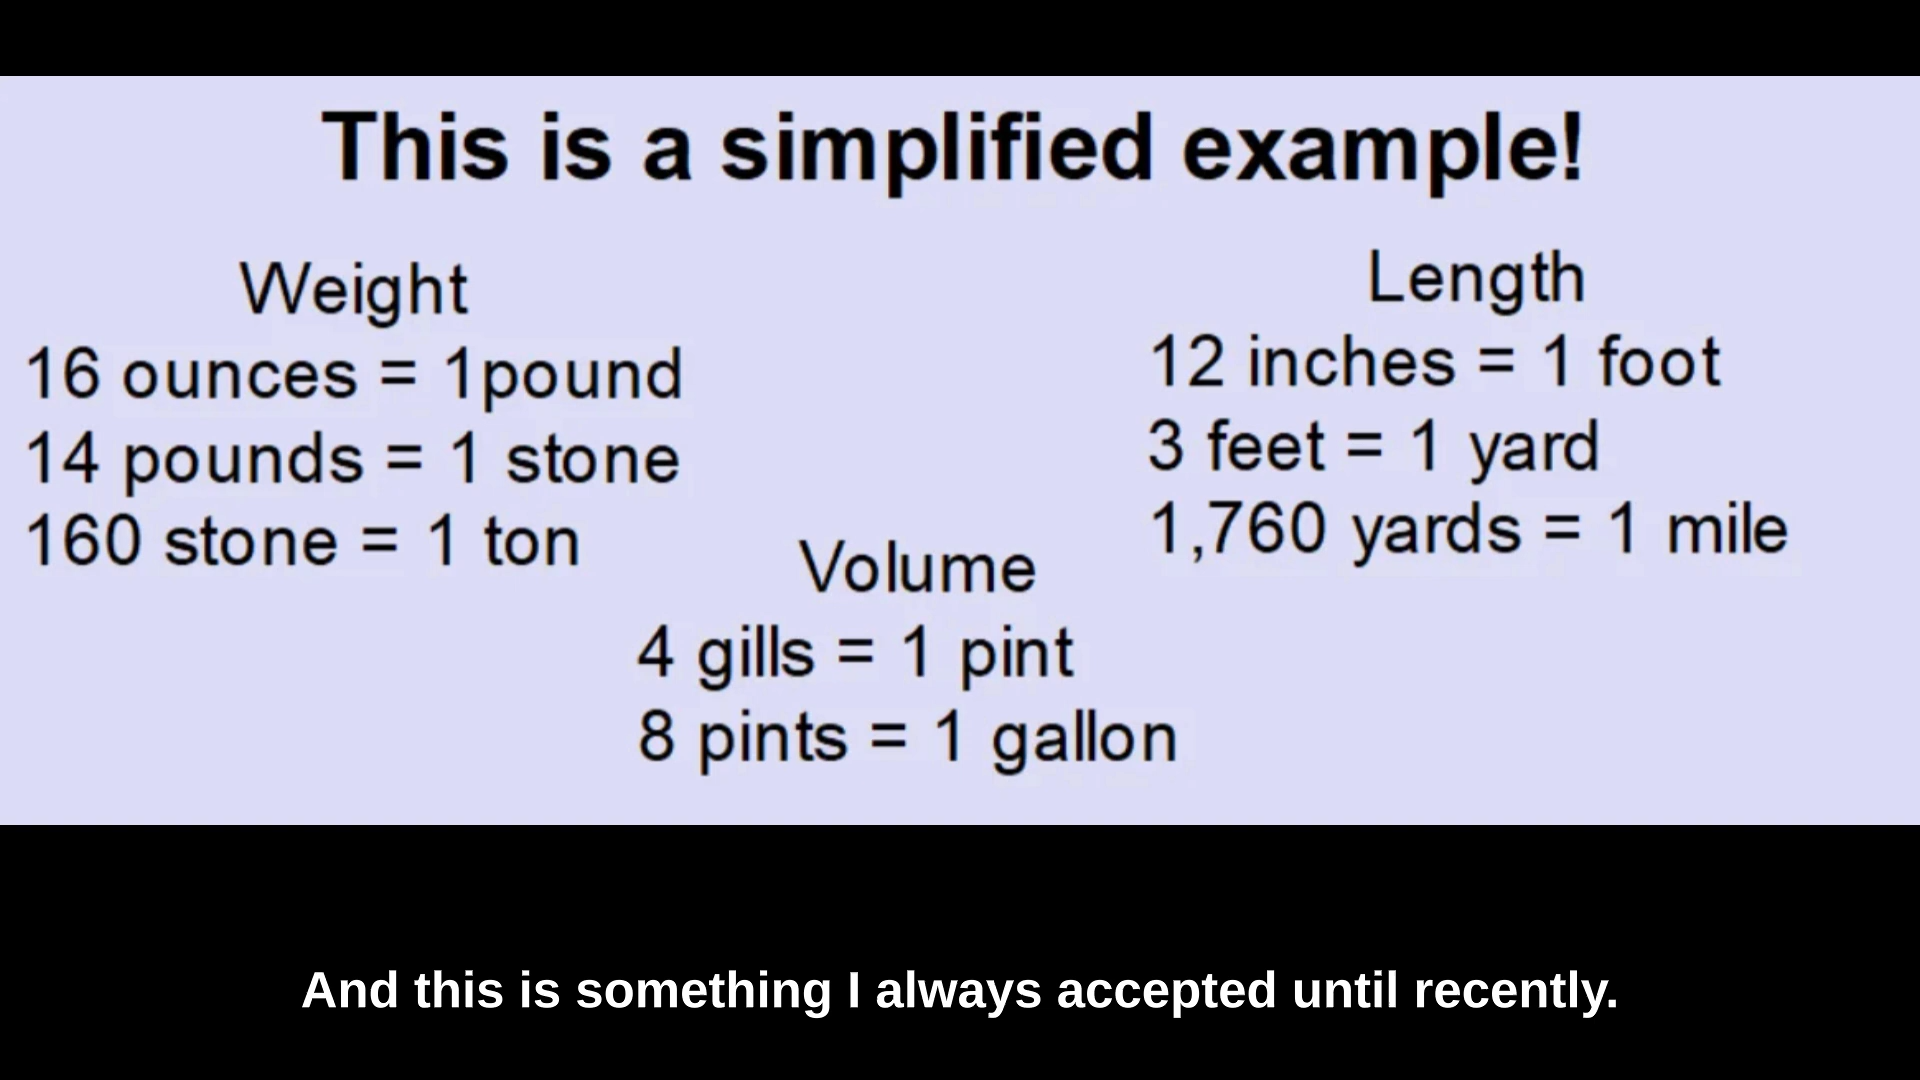 This is a simplified example!
Weight
16 ounces = 1pound
14 pounds = 1 stone
160 stone = 1 ton
Length
12 inches = 1 foot
3 feet = 1 yard
1,760 yards = 1 mile
Volume
4 gills = 1 pint
8 pints = 1 gallon
And this is something I always accepted until recently.